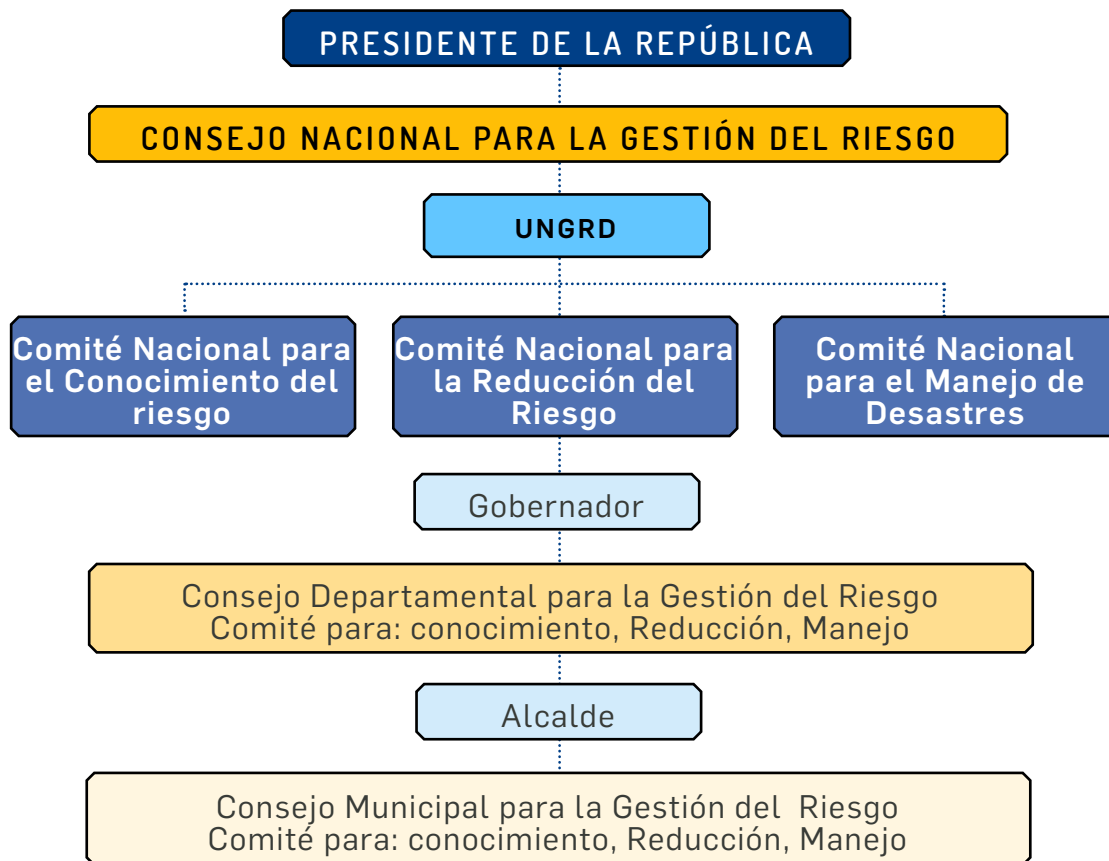 PRESIDENTE DE LA REPÚBLICA
CONSEJO NACIONAL PARA LA GESTIÓN DEL RIESGO
UNGRD
Comité Nacional para
el Conocimiento del
riesgo
Comité Nacional para
la Reducción del
Riesgo
Comité Nacional
para el Manejo de
Desastres
Gobernador
Consejo Departamental para la Gestión del Riesgo
Comité para: conocimiento, Reducción, Manejo
Alcalde
Consejo Municipal para la Gestión del  Riesgo
Comité para: conocimiento, Reducción, Manejo